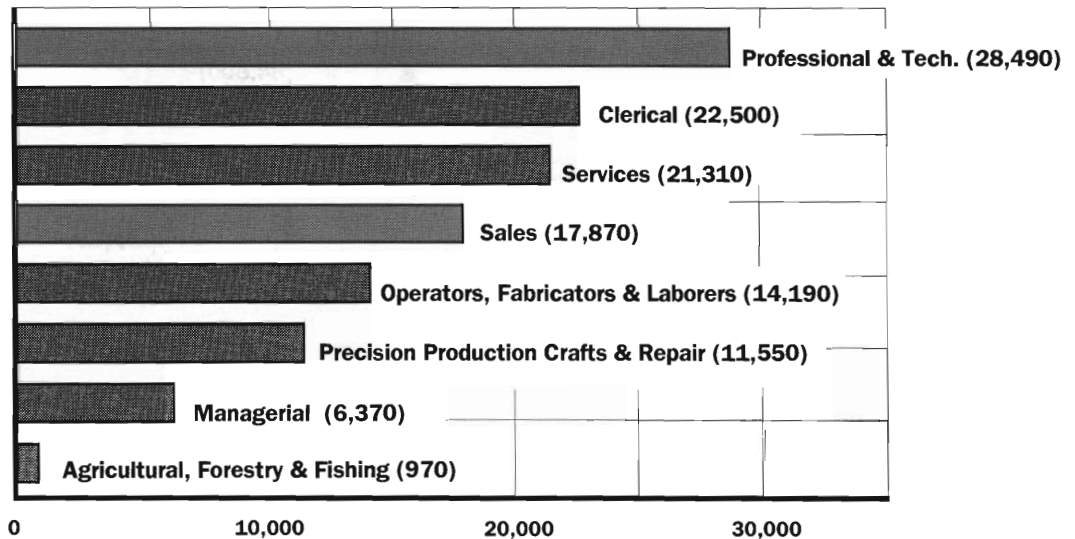 Professional & Tech. (28,490)
Clerical (22,500)
Services (21,310)
Sales (17,870)
Operators, Fabricators & Laborers (14,190)
Precision Production Crafts & Repair (11,550)
Managerial (6,370)
Agricultural, Forestry & Fishing (970)
0 10,000 20,000 30,000